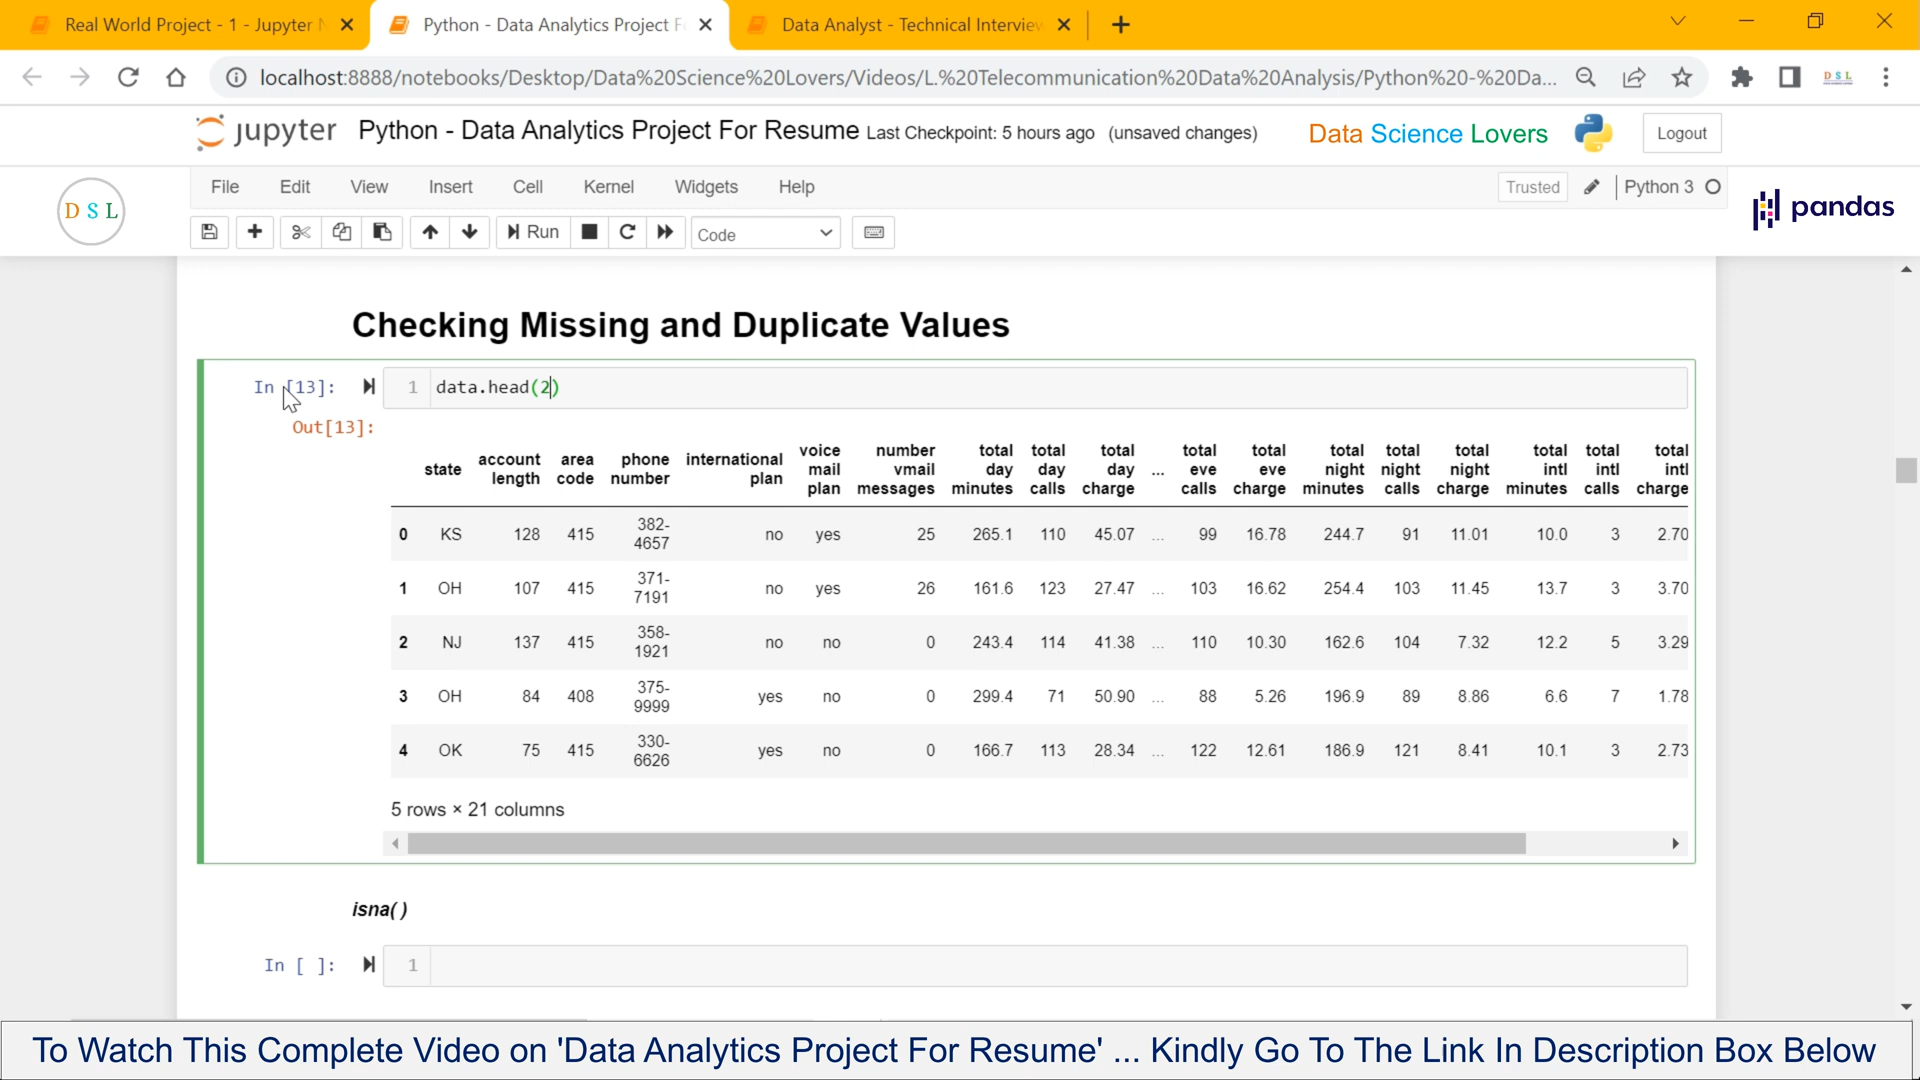 Real World Project - 1 - Jupyter N
Python - Data Analytics Project F
Data Analyst - Technical Interview
localhost:8888/notebooks/Desktop/Data%20Science%20Lovers/Videos/L.%20Telecommunication%20Data%20Analysis/Python%20-%20Da...
D S L
jupyter Python - Data Analytics Project For Resume Last Checkpoint: 5 hours ago (unsaved changes)
Data Science Lovers
Logout
D S L
File Edit View Insert Cell Kernel Widgets Help
Trusted Python 3
pandas
Run Code
Checking Missing and Duplicate Values
In [13]: 1 data.head(2)
Out[13]:
state account length area code phone number international plan voice mail plan number vmail messages total day minutes total day calls total day charge ... total eve calls total eve charge total night minutes total night calls total night charge total intl minutes total intl calls total intl charge
0 KS 128 415 382-4657 no yes 25 265.1 110 45.07 ... 99 16.78 244.7 91 11.01 10.0 3 2.70
1 OH 107 415 371-7191 no yes 26 161.6 123 27.47 ... 103 16.62 254.4 103 11.45 13.7 3 3.70
2 NJ 137 415 358-1921 no no 0 243.4 114 41.38 ... 110 10.30 162.6 104 7.32 12.2 5 3.29
3 OH 84 408 375-9999 yes no 0 299.4 71 50.90 ... 88 5.26 196.9 89 8.86 6.6 7 1.78
4 OK 75 415 330-6626 yes no 0 166.7 113 28.34 ... 122 12.61 186.9 121 8.41 10.1 3 2.73
5 rows × 21 columns
isna( )
In [ ]: 1
To Watch This Complete Video on 'Data Analytics Project For Resume' ... Kindly Go To The Link In Description Box Below